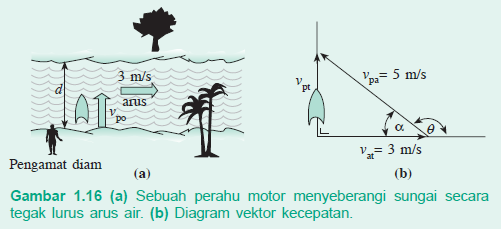 3 m/s
d
arus
v_po
Pengamat diam
(a)
v_pt
v_pa = 5 m/s
α
θ
v_at = 3 m/s
(b)
Gambar 1.16 (a) Sebuah perahu motor menyeberangi sungai secara
tegak lurus arus air. (b) Diagram vektor kecepatan.